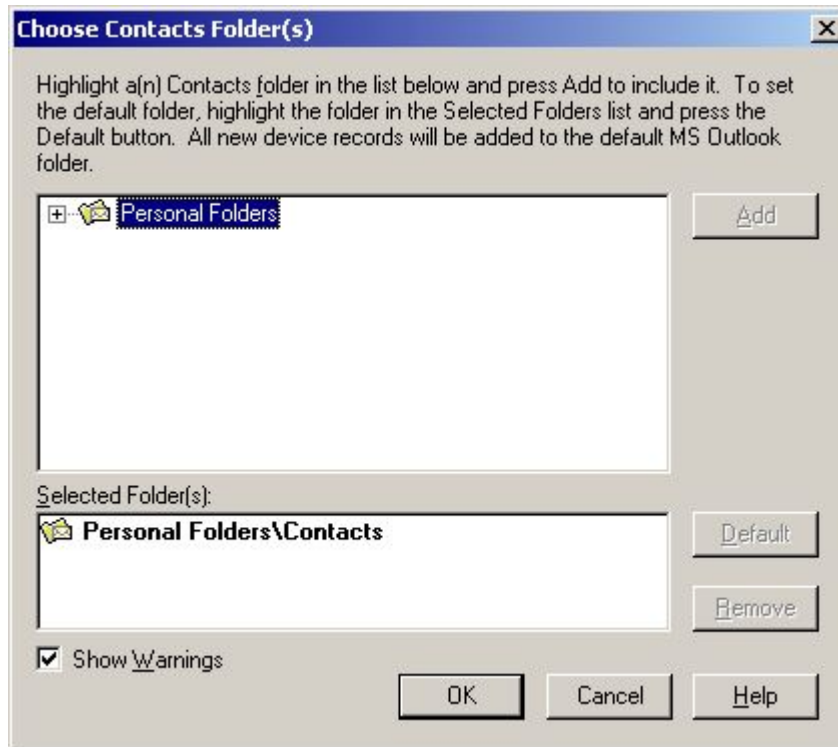 Choose Contacts Folder(s)
Highlight a(n) Contacts folder in the list below and press Add to include it. To set
the default folder, highlight the folder in the Selected Folders list and press the
Default button. All new device records will be added to the default MS Outlook
folder.
Personal Folders
Add
Selected Folder(s):
Personal Folders\Contacts
Default
Remove
Show Warnings
OK
Cancel
Help